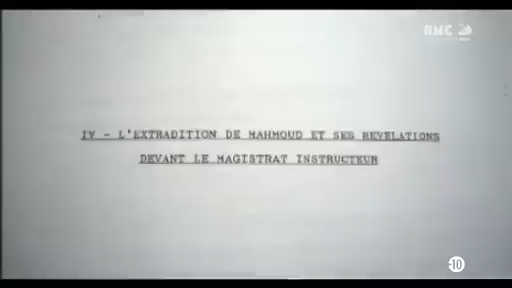 RMC
IV - L'EXTRADITION DE MAHMOUD ET SES REVELATIONS
DEVANT LE MAGISTRAT INSTRUCTEUR
-10